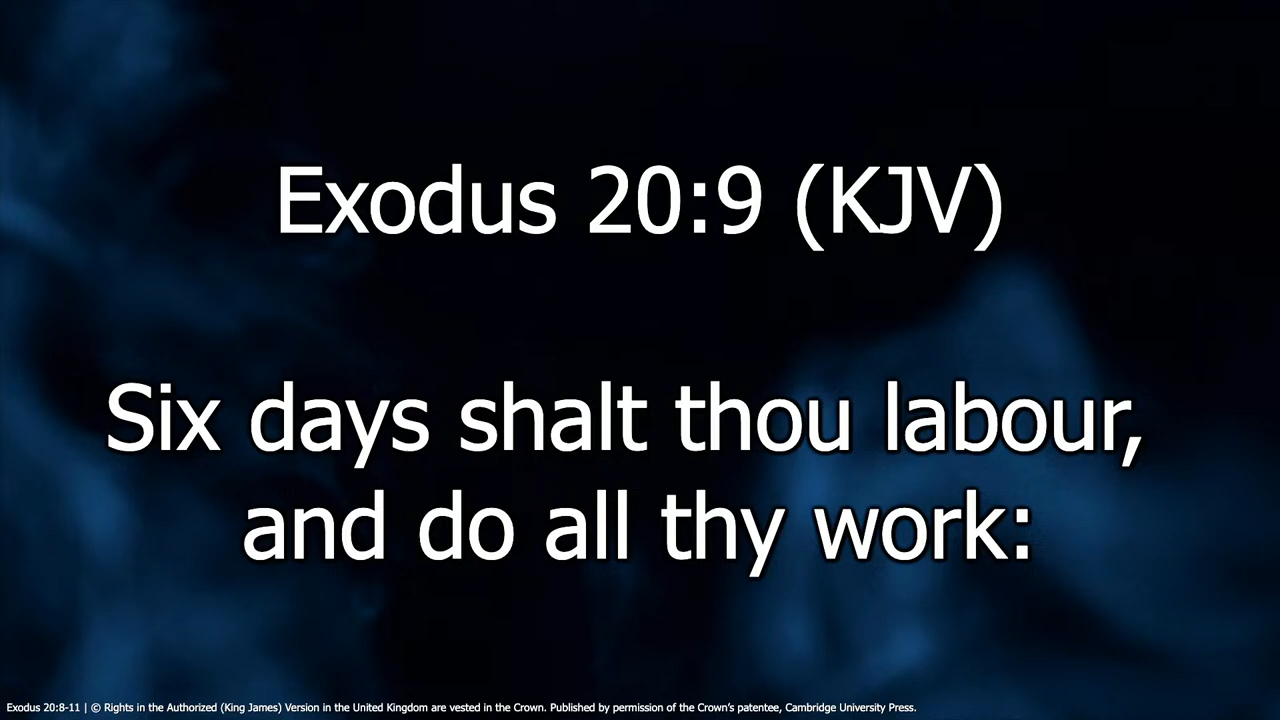 Exodus 20:9 (KJV)
Six days shalt thou labour,
and do all thy work:
Exodus 20:8-11 | © Rights in the Authorized (King James) Version in the United Kingdom are vested in the Crown. Published by permission of the Crown’s patentee, Cambridge University Press.